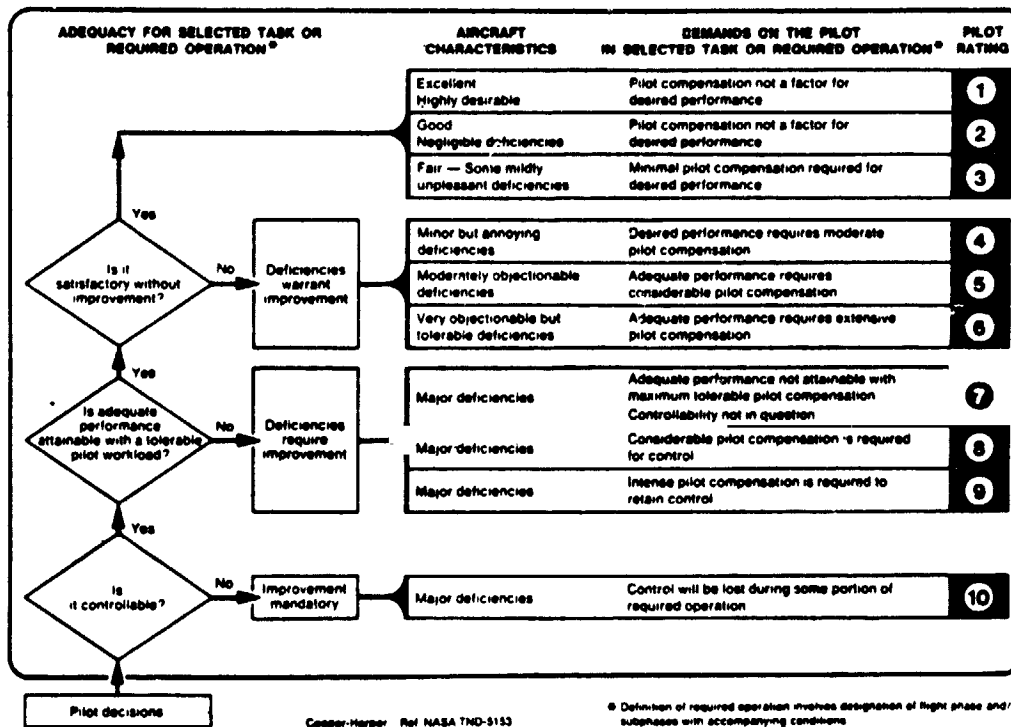 ADEQUACY FOR SELECTED TASK OR
REQUIRED OPERATION*
AIRCRAFT
CHARACTERISTICS
DEMANDS ON THE PILOT
IN SELECTED TASK OR REQUIRED OPERATION*
PILOT
RATING
Excellent
Highly desirable
Pilot compensation not a factor for
desired performance
1
Good
Negligible deficiencies
Pilot compensation not a factor for
desired performance
2
Fair — Some mildly
unpleasant deficiencies
Minimal pilot compensation required for
desired performance
3
Yes
Is it
satisfactory without
improvement?
No
Deficiencies
warrant
improvement
Minor but annoying
deficiencies
Desired performance requires moderate
pilot compensation
4
Moderately objectionable
deficiencies
Adequate performance requires
considerable pilot compensation
5
Very objectionable but
tolerable deficiencies
Adequate performance requires extensive
pilot compensation
6
Yes
Is adequate
performance
attainable with a tolerable
pilot workload?
No
Deficiencies
require
improvement
Major deficiencies
Adequate performance not attainable with
maximum tolerable pilot compensation
Controllability not in question
7
Major deficiencies
Considerable pilot compensation is required
for control
8
Major deficiencies
Intense pilot compensation is required to
retain control
9
Yes
Is
it controllable?
No
Improvement
mandatory
Major deficiencies
Control will be lost during some portion of
required operation
10
Pilot decisions
Cooper-Harper Ref NASA TND-5153
* Definition of required operation involves designation of flight phase and/
subphases with accompanying conditions